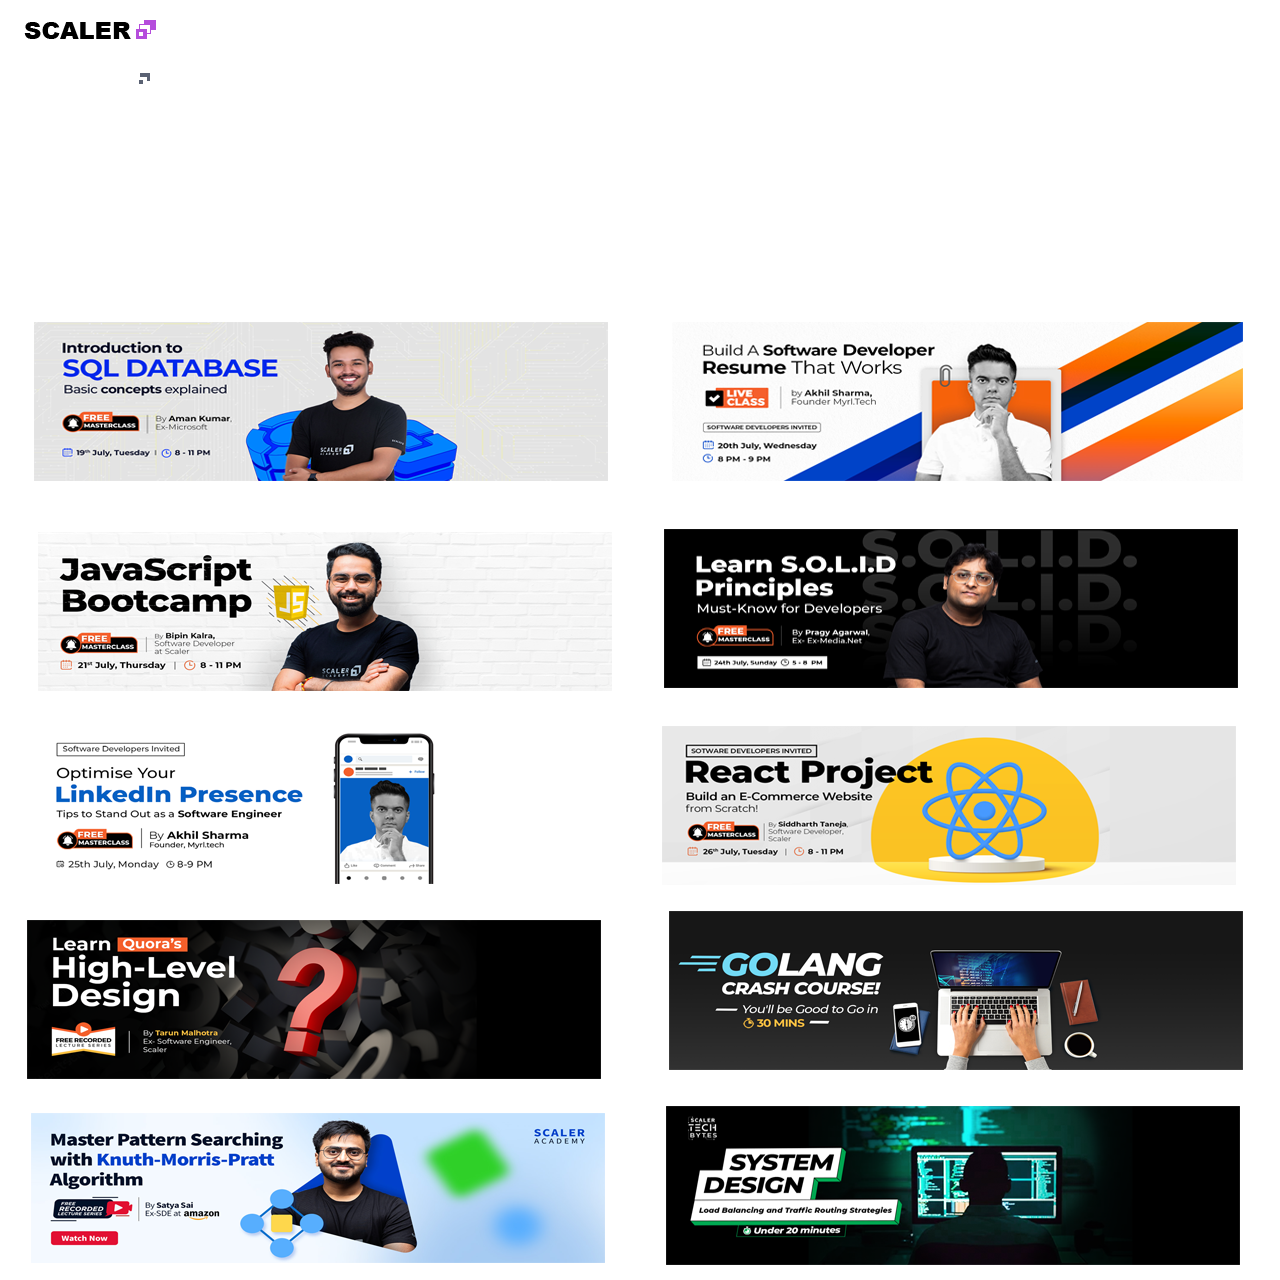 SCALER
Introduction to
SQL DATABASE
Basic concepts explained
FREE
MASTERCLASS
By Aman Kumar,
Ex-Microsoft
19th July, Tuesday | 8 - 11 PM
SCALER
ACADEMY
Build A Software Developer
Resume That Works
LIVE
CLASS
by Akhil Sharma,
Founder Myrl.Tech
SOFTWARE DEVELOPERS INVITED
20th July, Wednesday
8 PM - 9 PM
JavaScript
Bootcamp
JS
FREE
MASTERCLASS
By Bipin Kalra,
Software Developer
at Scaler
21st July, Thursday | 8 - 11 PM
SCALER
ACADEMY
S.O.L.I.D.
S.O.L.I.D.
S.O.L.I.D.
Learn S.O.L.I.D
Principles
Must-Know for Developers
FREE
MASTERCLASS
By Pragy Agarwal,
Ex- Ex-Media.Net
24th July, Sunday 5 - 8 PM
Software Developers Invited
Optimise Your
LinkedIn Presence
Tips to Stand Out as a Software Engineer
FREE
MASTERCLASS
By Akhil Sharma
Founder, Myrl.tech
25th July, Monday 8-9 PM
+ Follow
Like Comment Share
SOTWARE DEVELOPERS INVITED
React Project
Build an E-Commerce Website
from Scratch!
FREE
MASTERCLASS
By Siddharth Taneja,
Software Developer,
Scaler
26th July, Tuesday | 8 - 11 PM
Learn Quora's
High-Level
Design
FREE RECORDED
LECTURE SERIES
By Tarun Malhotra
Ex- Software Engineer,
Scaler
GOLANG
CRASH COURSE!
You'll be Good to Go in
30 MINS
Master Pattern Searching
with Knuth-Morris-Pratt
Algorithm
FREE
RECORDED
LECTURE SERIES
By Satya Sai
Ex-SDE at amazon
Watch Now
SCALER
ACADEMY
SCALER
TECH
BYTES
SYSTEM
DESIGN
Load Balancing and Traffic Routing Strategies
Under 20 minutes